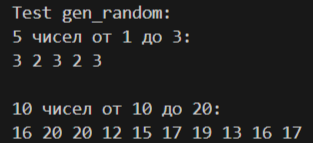 Test gen_random:
5 чисел от 1 до 3:
3 2 3 2 3
10 чисел от 10 до 20:
16 20 20 12 15 17 19 13 16 17